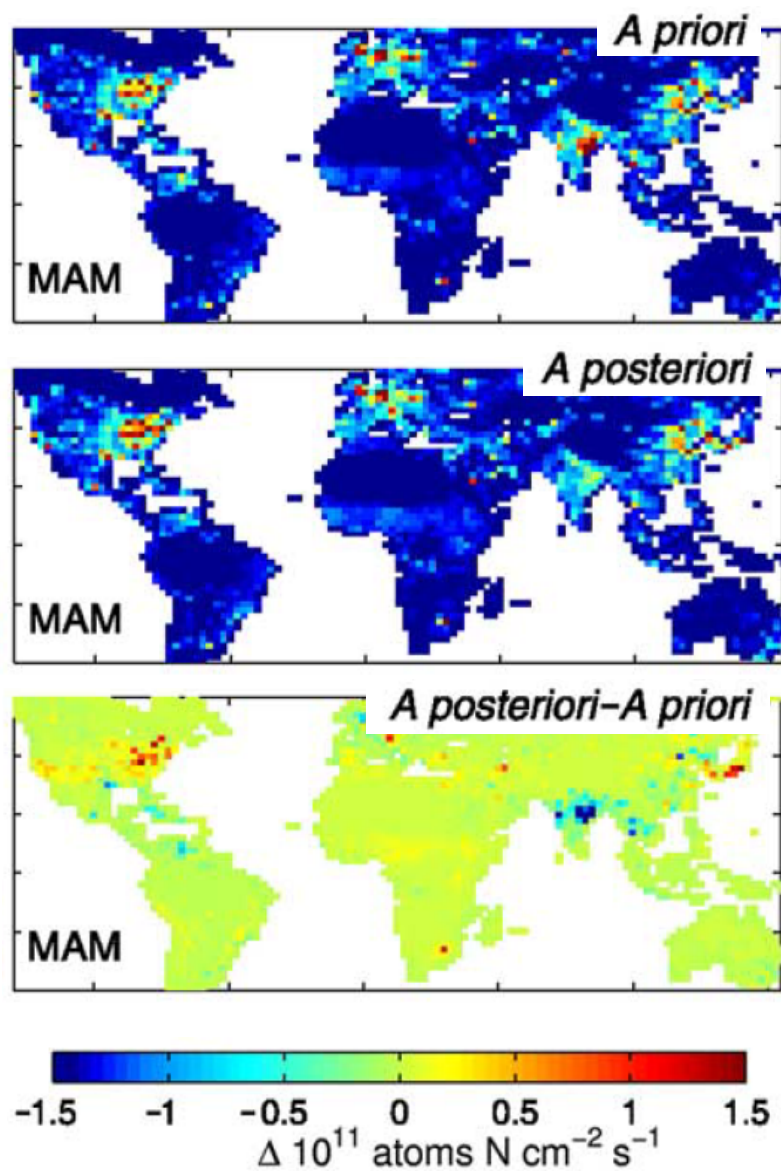 A priori
MAM
A posteriori
MAM
A posteriori–A priori
MAM
−1.5 −1 −0.5 0 0.5 1 1.5
Δ 10¹¹ atoms N cm⁻² s⁻¹